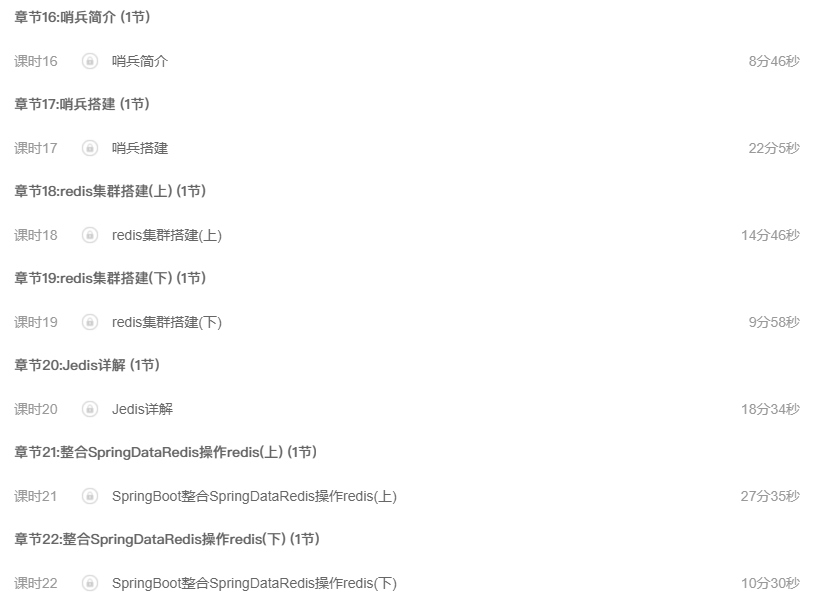 章节16:哨兵简介 (1节)
课时16 哨兵简介 8分46秒
章节17:哨兵搭建 (1节)
课时17 哨兵搭建 22分5秒
章节18:redis集群搭建(上) (1节)
课时18 redis集群搭建(上) 14分46秒
章节19:redis集群搭建(下) (1节)
课时19 redis集群搭建(下) 9分58秒
章节20:Jedis详解 (1节)
课时20 Jedis详解 18分34秒
章节21:整合SpringDataRedis操作redis(上) (1节)
课时21 SpringBoot整合SpringDataRedis操作redis(上) 27分35秒
章节22:整合SpringDataRedis操作redis(下) (1节)
课时22 SpringBoot整合SpringDataRedis操作redis(下) 10分30秒